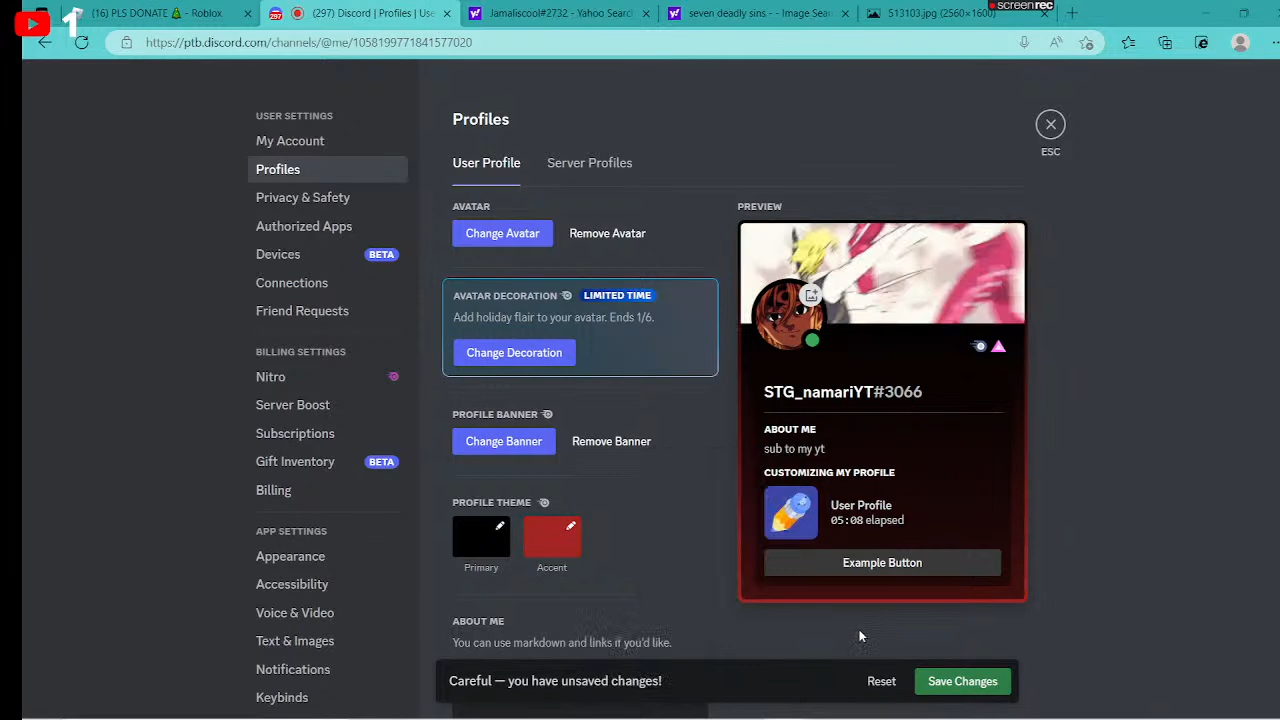 (16) PLS DONATE🎄 - Roblox
297
(297) Discord | Profiles | Use
Jamaliscool#2732 - Yahoo Searc
seven deadly sins - - Image Sear
513103.jpg (2560×1600)
screenrec
1
https://ptb.discord.com/channels/@me/1058199771841577020
USER SETTINGS
My Account
Profiles
Privacy & Safety
Authorized Apps
Devices BETA
Connections
Friend Requests
BILLING SETTINGS
Nitro
Server Boost
Subscriptions
Gift Inventory BETA
Billing
APP SETTINGS
Appearance
Accessibility
Voice & Video
Text & Images
Notifications
Keybinds
Profiles
User Profile Server Profiles
AVATAR
Change Avatar Remove Avatar
AVATAR DECORATION LIMITED TIME
Add holiday flair to your avatar. Ends 1/6.
Change Decoration
PROFILE BANNER
Change Banner Remove Banner
PROFILE THEME
Primary Accent
ABOUT ME
You can use markdown and links if you'd like.
PREVIEW
STG_namariYT#3066
ABOUT ME
sub to my yt
CUSTOMIZING MY PROFILE
User Profile
05:08 elapsed
Example Button
ESC
Careful — you have unsaved changes!
Reset
Save Changes